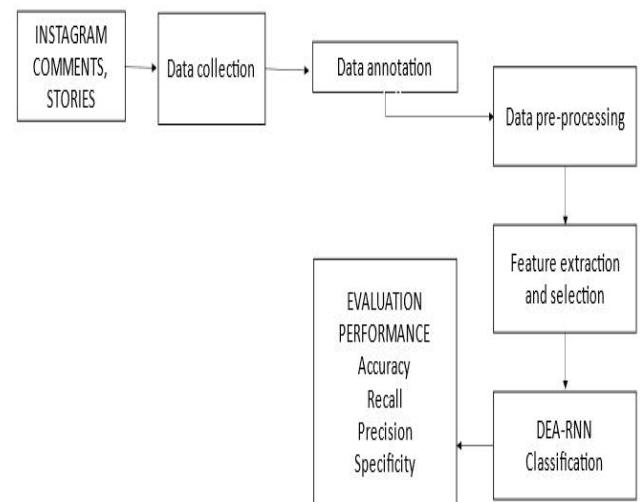 INSTAGRAM
COMMENTS,
STORIES
Data collection
Data annotation
Data pre-processing
Feature extraction
and selection
DEA-RNN
Classification
EVALUATION
PERFORMANCE
Accuracy
Recall
Precision
Specificity